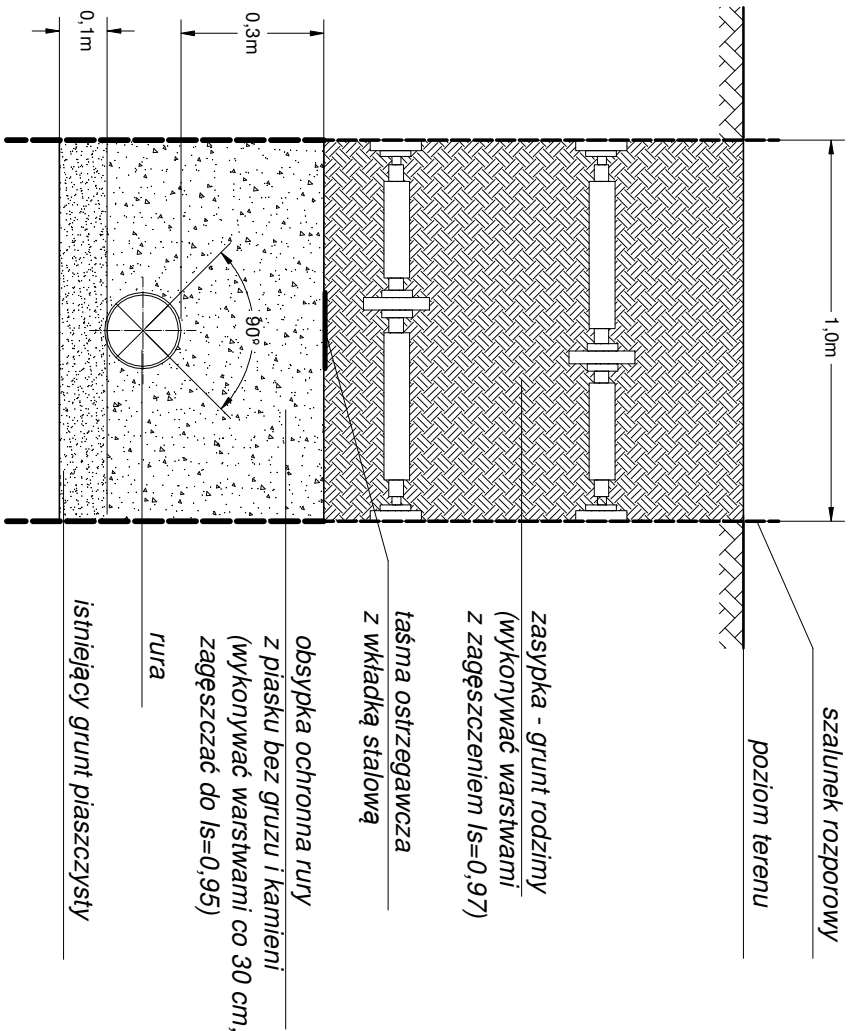 1,0m
szalunek rozporowy
poziom terenu
zasypka - grunt rodzimy
(wykonywać warstwami
z zagęszczeniem Is=0,97)
taśma ostrzegawcza
z wkładką stalową
0,3m
90°
obsypka ochronna rury
z piasku bez gruzu i kamieni
(wykonywać warstwami co 30 cm,
zagęszczać do Is=0,95)
rura
0,1m
istniejący grunt piaszczysty